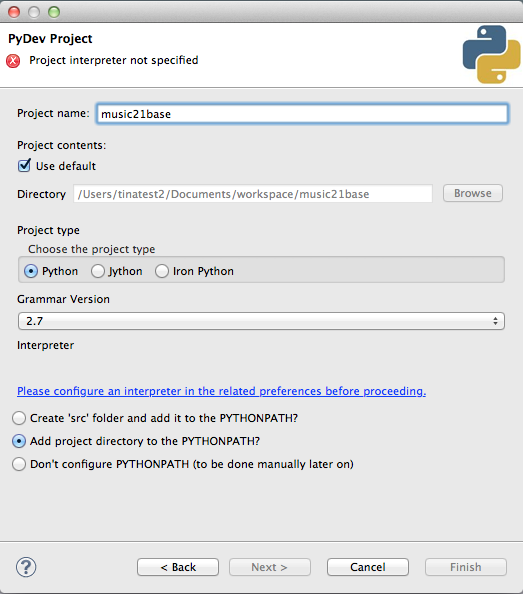 PyDev Project
Project interpreter not specified
Project name: music21base
Project contents:
Use default
Directory /Users/tinatest2/Documents/workspace/music21base Browse
Project type
Choose the project type
Python Jython Iron Python
Grammar Version
2.7
Interpreter
Please configure an interpreter in the related preferences before proceeding.
Create 'src' folder and add it to the PYTHONPATH?
Add project directory to the PYTHONPATH?
Don't configure PYTHONPATH (to be done manually later on)
? < Back Next > Cancel Finish